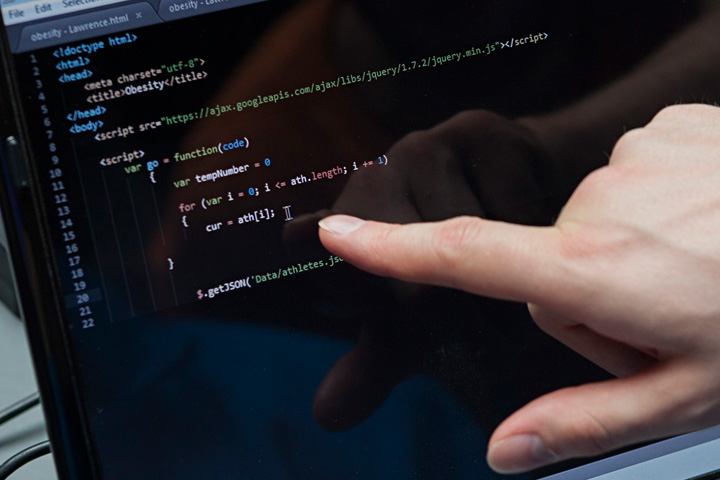 File Edit
obesity - Lawrence.html × obesity - Law
1 <!doctype html>
2 <html>
3 <head>
4 <meta charset="utf-8">
5 <title>Obesity</title>
6 </head>
7 <body>
8 <script src="https://ajax.googleapis.com/ajax/libs/jquery/1.7.2/jquery.min.js"></script>
9 <script>
10 var go = function(code)
11 {
12 var tempNumber = 0
13 for (var i = 0; i <= ath.length; i += 1)
14 {
15 cur = ath[i];
16
17 }
18
19 $.getJSON('Data/athletes.jso
20
21
22